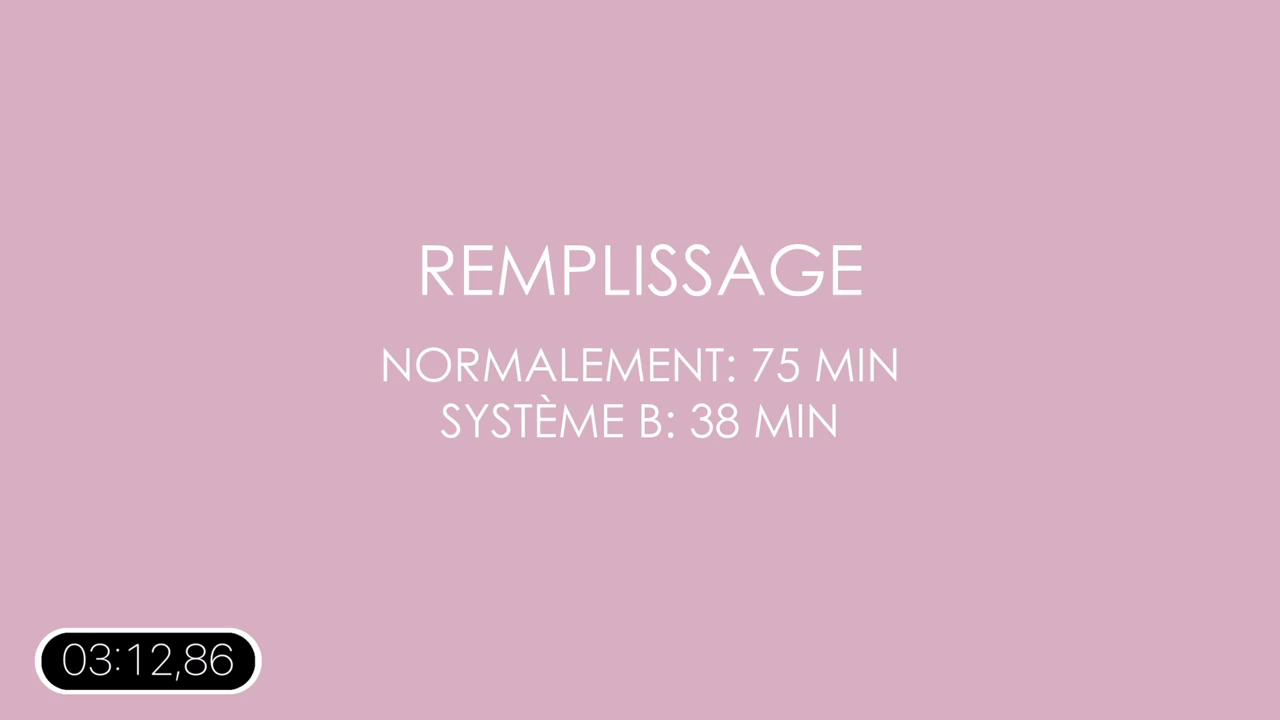 REMPLISSAGE
NORMALEMENT: 75 MIN
SYSTÈME B: 38 MIN
03:12,86